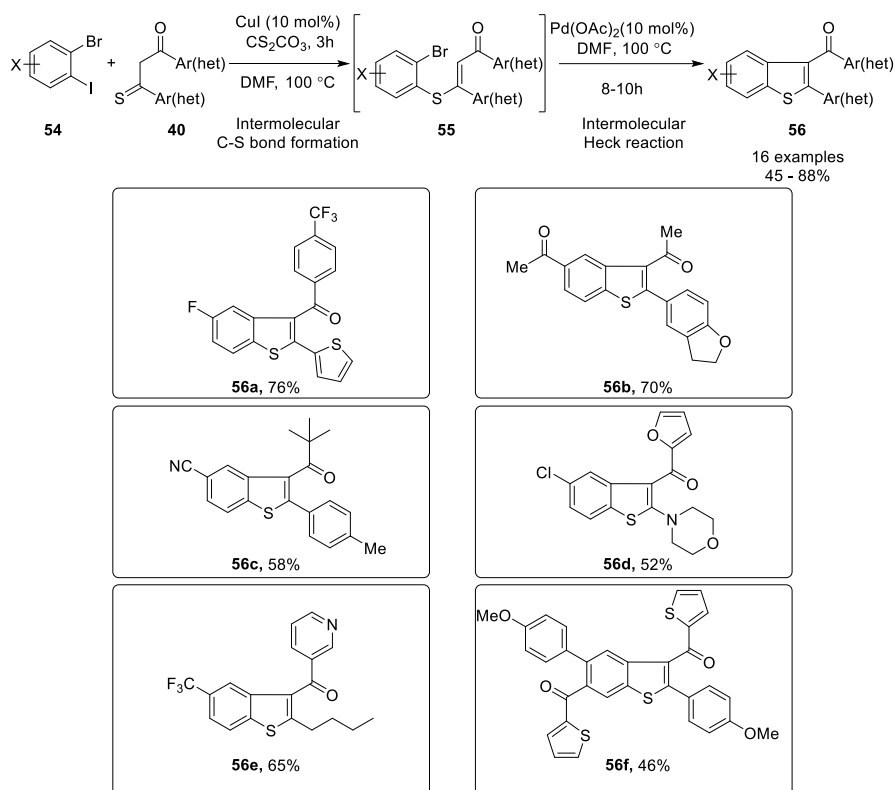 CuI (10 mol%)
CS2CO3, 3h
DMF, 100 °C
Intermolecular
C-S bond formation
X
Br
I
54
+
O
Ar(het)
S
Ar(het)
40
X
Br
O
Ar(het)
S
Ar(het)
55
Pd(OAc)2(10 mol%)
DMF, 100 °C
8-10h
Intermolecular
Heck reaction
X
O
Ar(het)
S
Ar(het)
56
16 examples
45 - 88%
CF3
F
O
S
S
56a, 76%
O
Me
Me
O
S
O
56b, 70%
NC
O
S
Me
56c, 58%
O
Cl
O
S
N
O
56d, 52%
N
F3C
O
S
56e, 65%
MeO
S
O
O
S
S
OMe
56f, 46%